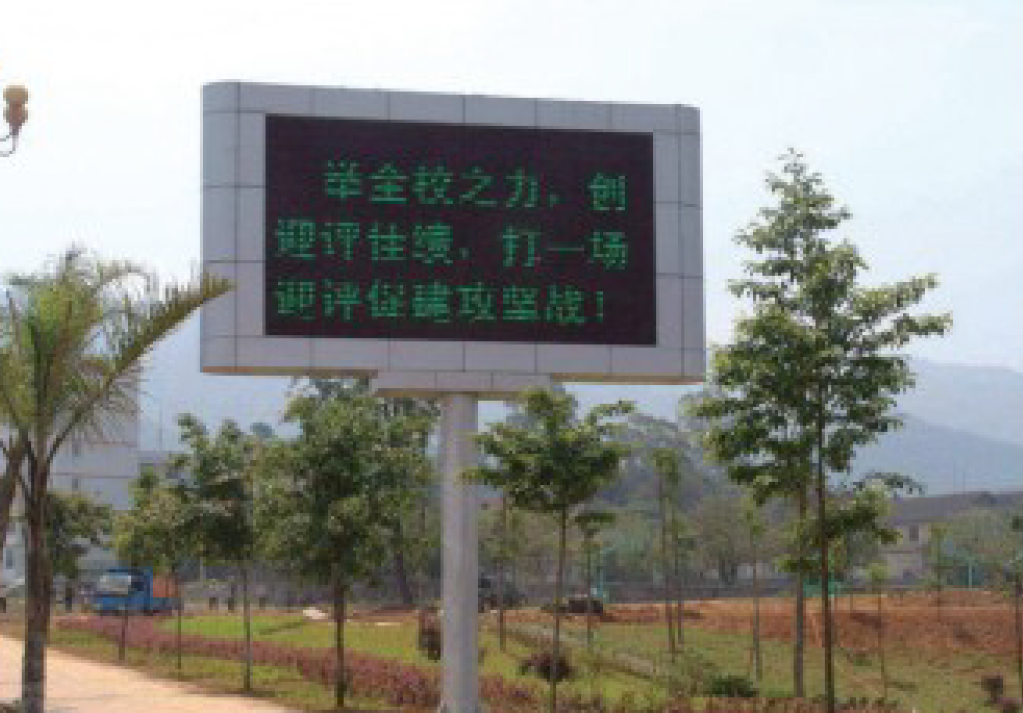 举全校之力，创
迎评佳绩，打一场
迎评促建攻坚战！